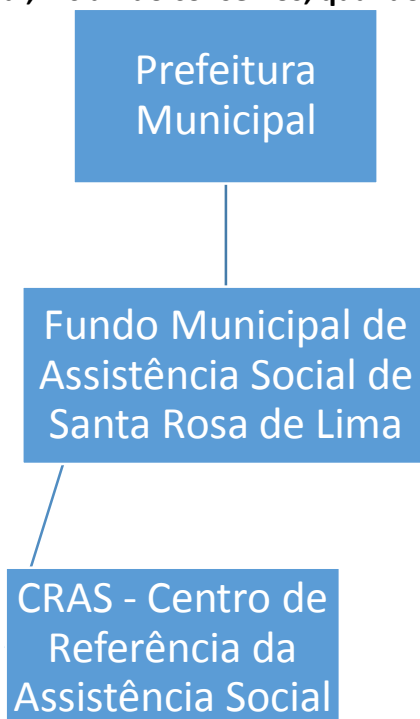 Prefeitura
Municipal
Fundo Municipal de
Assistência Social de
Santa Rosa de Lima
CRAS - Centro de
Referência da
Assistência Social